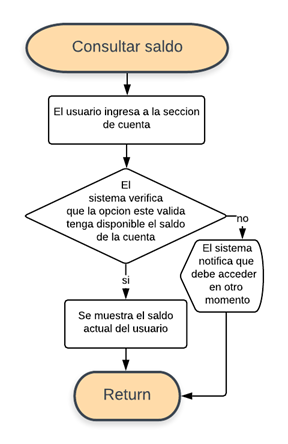 Consultar saldo
El usuario ingresa a la seccion
de cuenta
El
sistema verifica
que la opcion este valida
tenga disponible el saldo
de la cuenta
no
El sistema
notifica que
debe acceder
en otro
momento
si
Se muestra el saldo
actual del usuario
Return